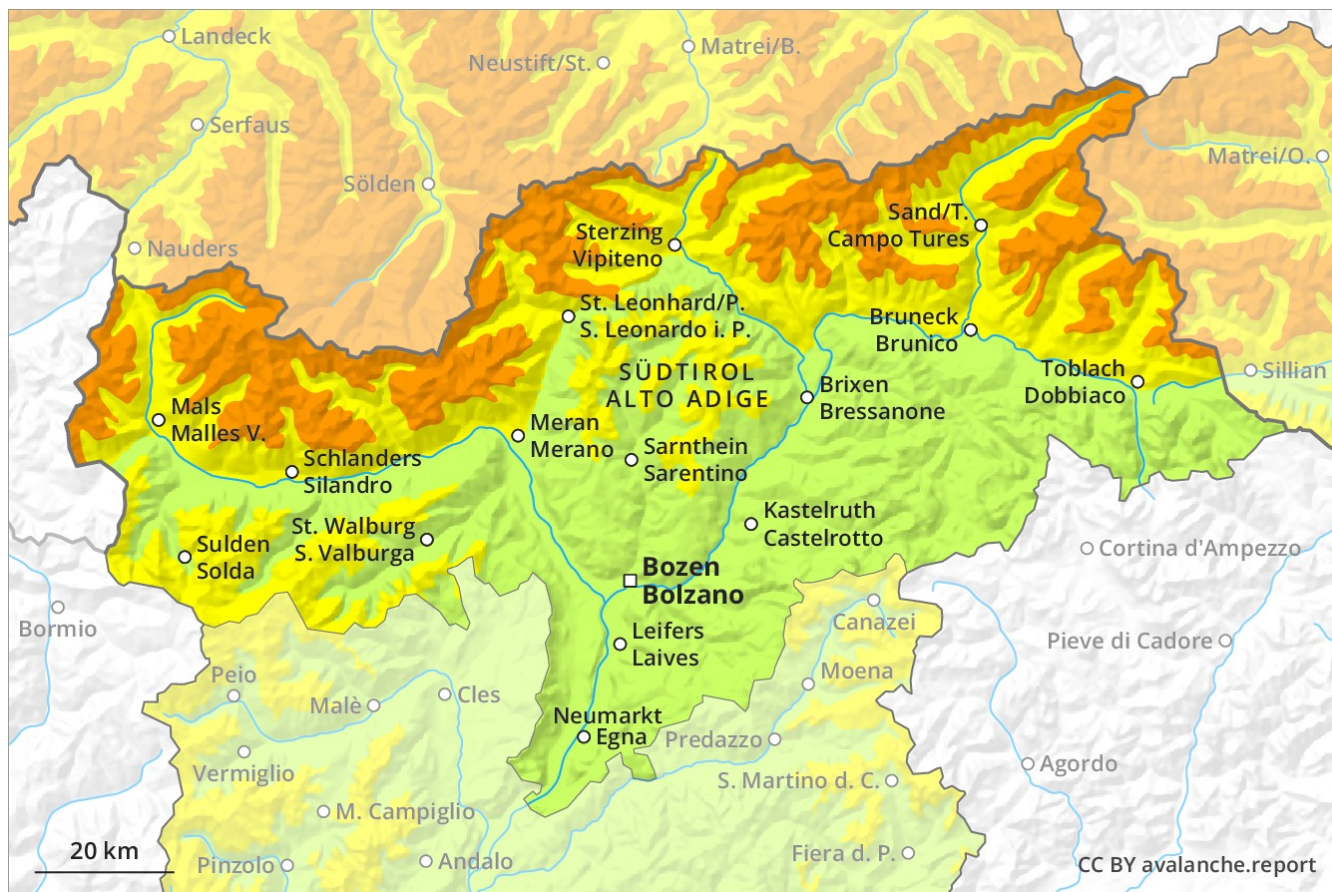 Landeck
Matrei/B.
Neustift/St.
Serfaus
Matrei/O.
Sölden
Sand/T.
Campo Tures
Sterzing
Vipiteno
Nauders
St. Leonhard/P.
S. Leonardo i. P.
Bruneck
Brunico
SÜDTIROL
ALTO ADIGE
Toblach
Dobbiaco
Sillian
Brixen
Bressanone
Mals
Malles V.
Meran
Merano
Sarnthein
Sarentino
Schlanders
Silandro
Kastelruth
Castelrotto
St. Walburg
S. Valburga
Sulden
Solda
Cortina d'Ampezzo
Bozen
Bolzano
Bormio
Canazei
Leifers
Laives
Pieve di Cadore
Peio
Moena
Malè
Cles
Neumarkt
Egna
Predazzo
Vermiglio
Agordo
S. Martino d. C.
M. Campiglio
20 km
Pinzolo
Andalo
Fiera d. P.
CC BY avalanche.report